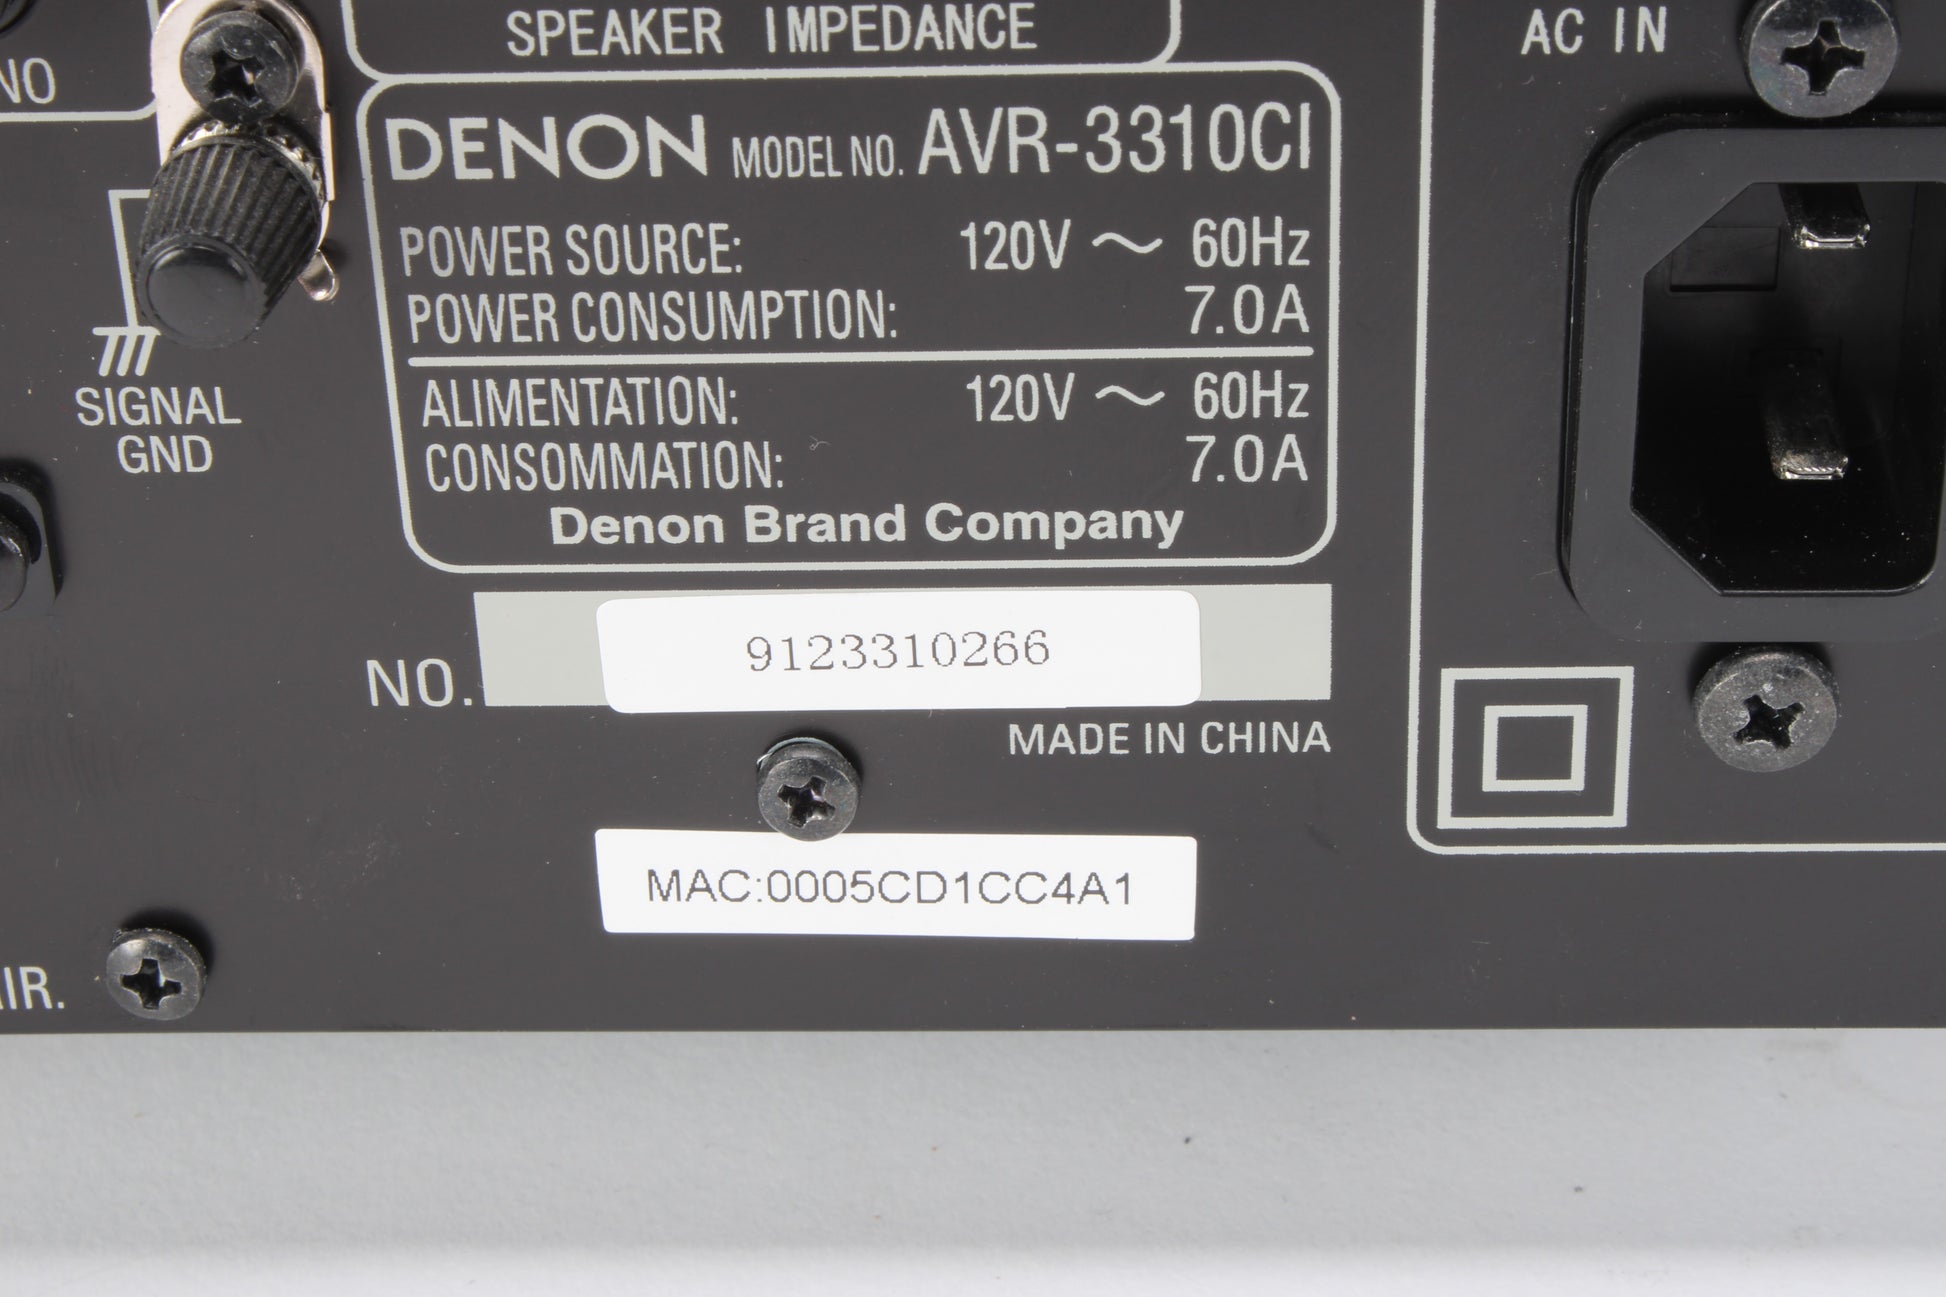 SPEAKER IMPEDANCE
AC IN
NO
DENON MODEL NO. AVR-3310CI
POWER SOURCE: 120V ~ 60Hz
POWER CONSUMPTION: 7.0A
ALIMENTATION: 120V ~ 60Hz
CONSOMMATION: 7.0A
Denon Brand Company
SIGNAL
GND
NO. 9123310266
MADE IN CHINA
MAC:0005CD1CC4A1
IR.